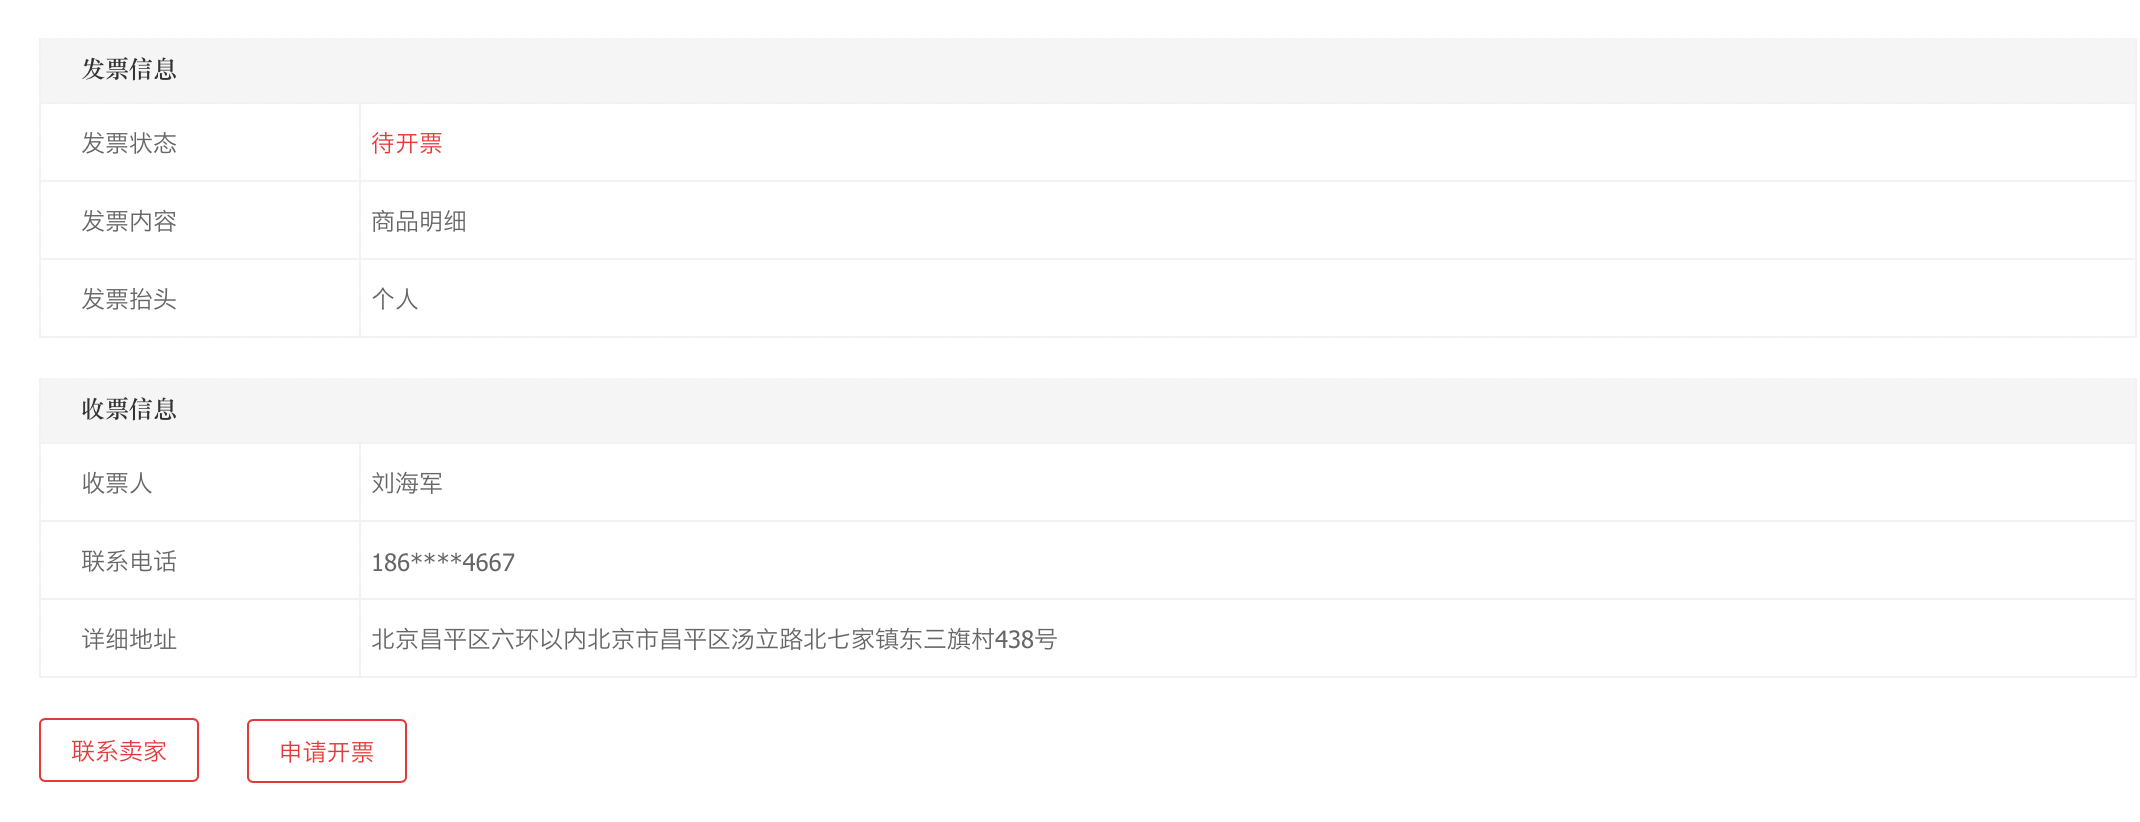 发票信息
发票状态 待开票
发票内容 商品明细
发票抬头 个人
收票信息
收票人 刘海军
联系电话 186****4667
详细地址 北京昌平区六环以内北京市昌平区汤立路北七家镇东三旗村438号
联系卖家 申请开票